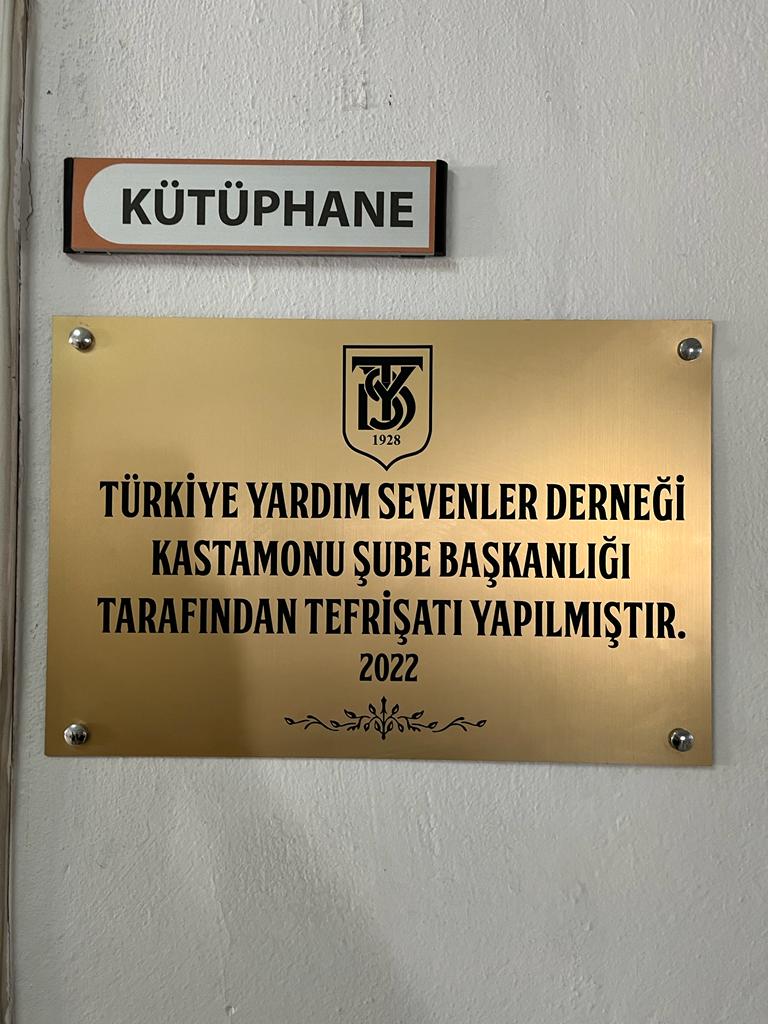 KÜTÜPHANE
TYSD
1928
TÜRKİYE YARDIM SEVENLER DERNEĞİ
KASTAMONU ŞUBE BAŞKANLIĞI
TARAFINDAN TEFRİŞATI YAPILMIŞTIR.
2022